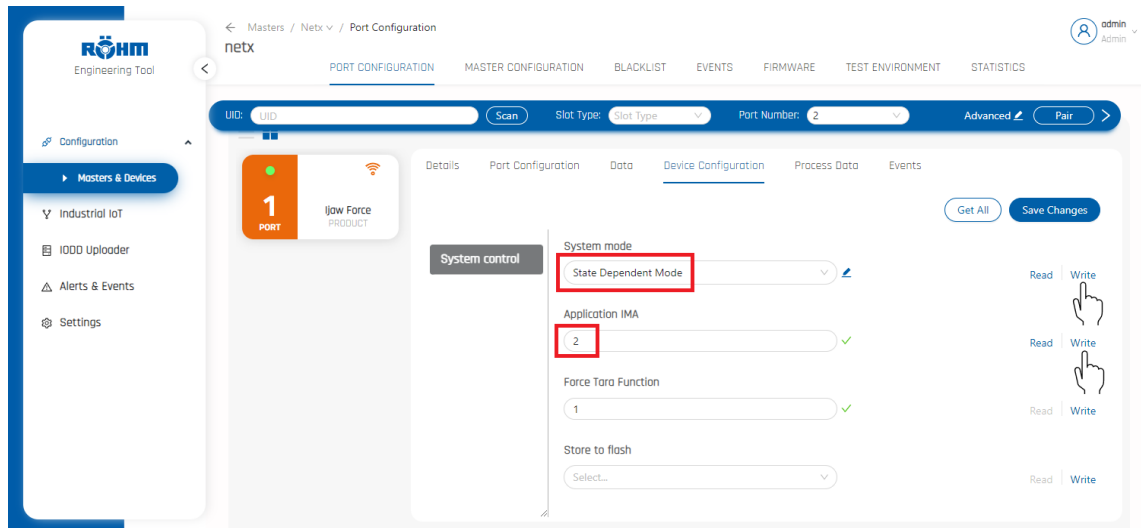 RÖHM
Engineering Tool
Configuration
Masters & Devices
Industrial IoT
IODD Uploader
Alerts & Events
Settings
Masters / Netx / Port Configuration
netx
admin
Admin
PORT CONFIGURATION MASTER CONFIGURATION BLACKLIST EVENTS FIRMWARE TEST ENVIRONMENT STATISTICS
UID: UID Scan Slot Type: Slot Type Port Number: 2 Advanced Pair
1
PORT
Ijaw Force
PRODUCT
Details Port Configuration Data Device Configuration Process Data Events
Get All Save Changes
System control
System mode
State Dependent Mode Read Write
Application IMA
2 Read Write
Force Tara Function
1 Read Write
Store to flash
Select... Read Write